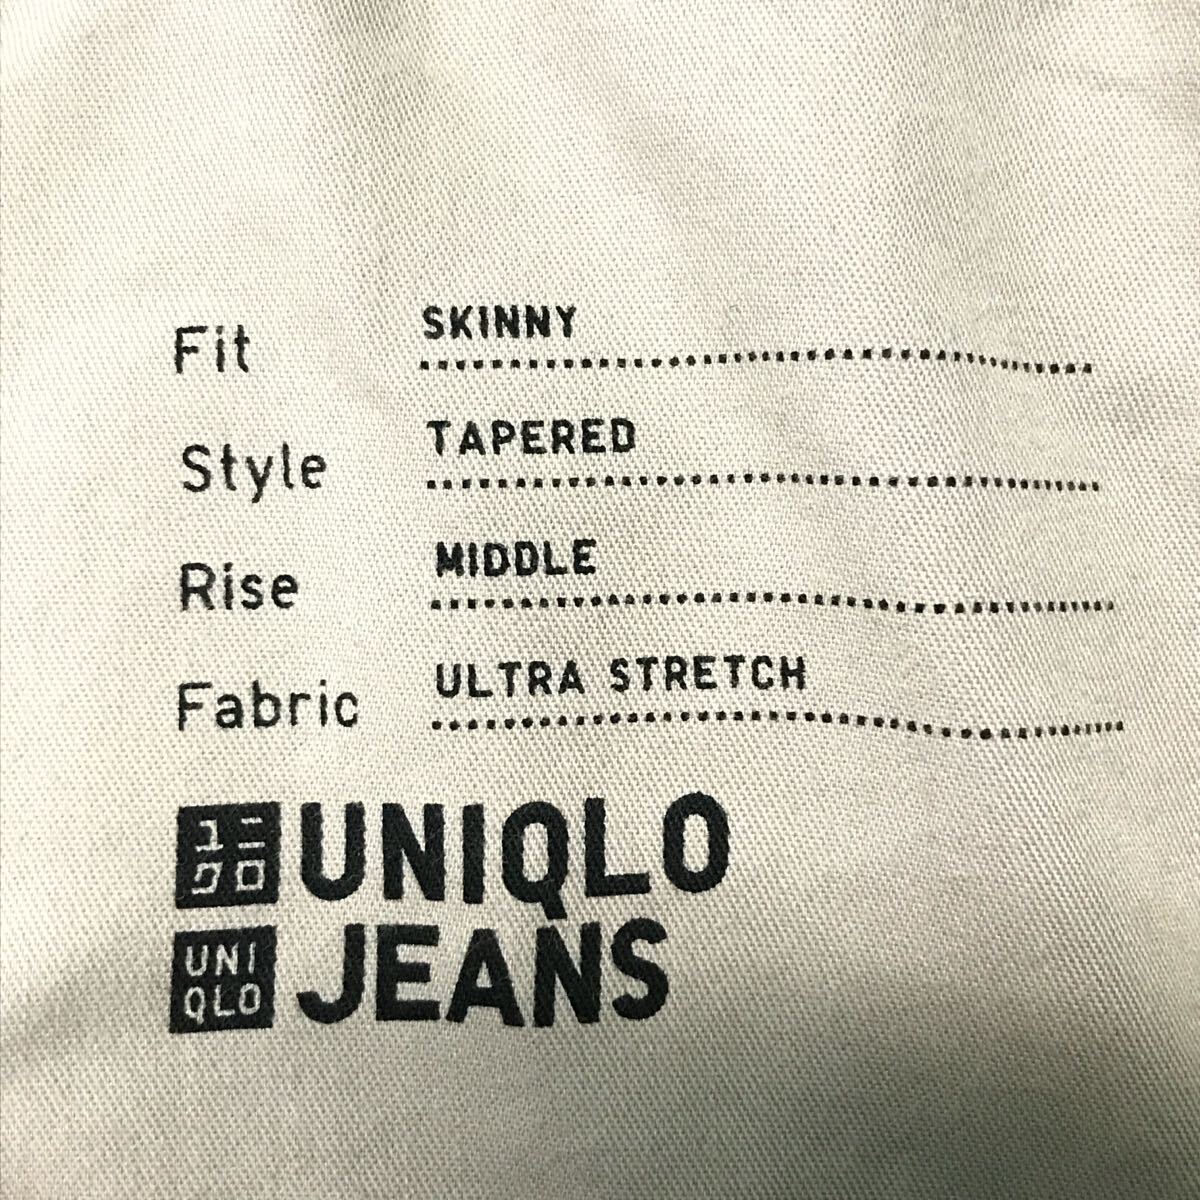 Fit SKINNY
Style TAPERED
Rise MIDDLE
Fabric ULTRA STRETCH
ユニ
クロ
UNIQLO
UNI
QLO
JEANS